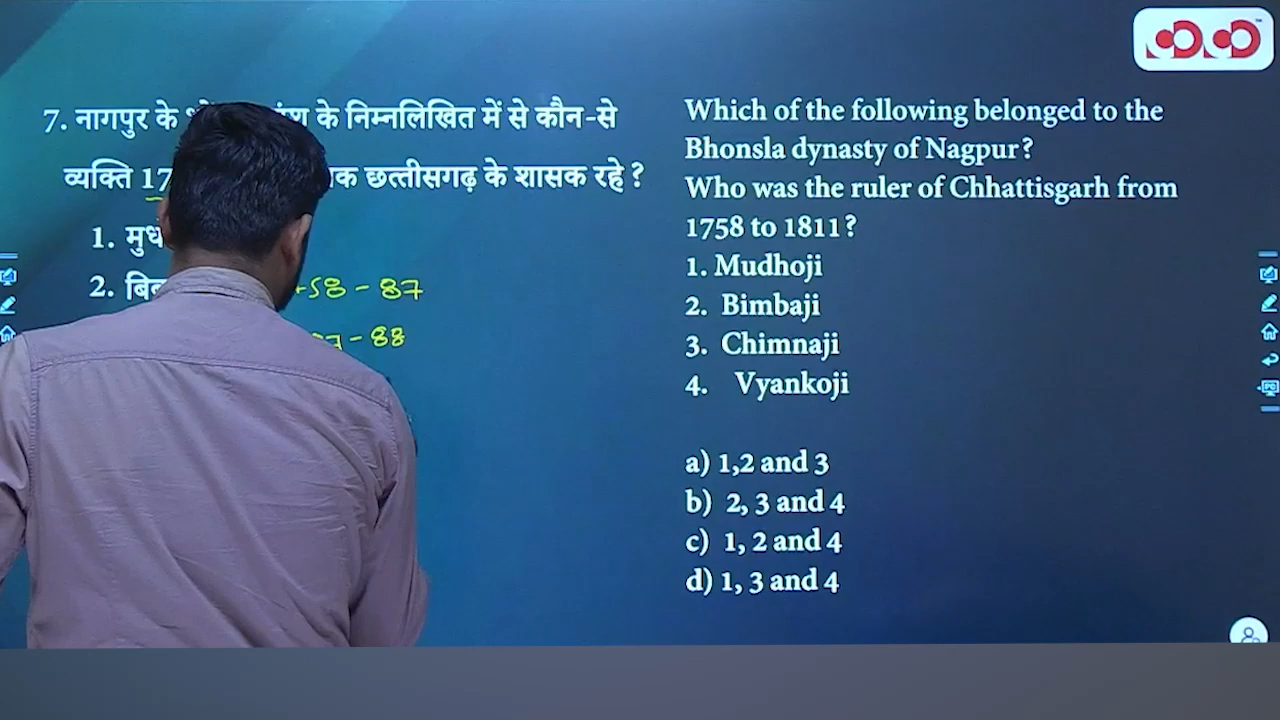 7. नागपुर के के निम्नलिखित में से कौन-से
व्यक्ति 17 छत्तीसगढ़ के शासक रहे ?
1.
2. 58 - 87
- 88
Which of the following belonged to the
Bhonsla dynasty of Nagpur?
Who was the ruler of Chhattisgarh from
1758 to 1811?
1. Mudhoji
2. Bimbaji
3. Chimnaji
4. Vyankoji
a) 1,2 and 3
b) 2, 3 and 4
c) 1, 2 and 4
d) 1, 3 and 4